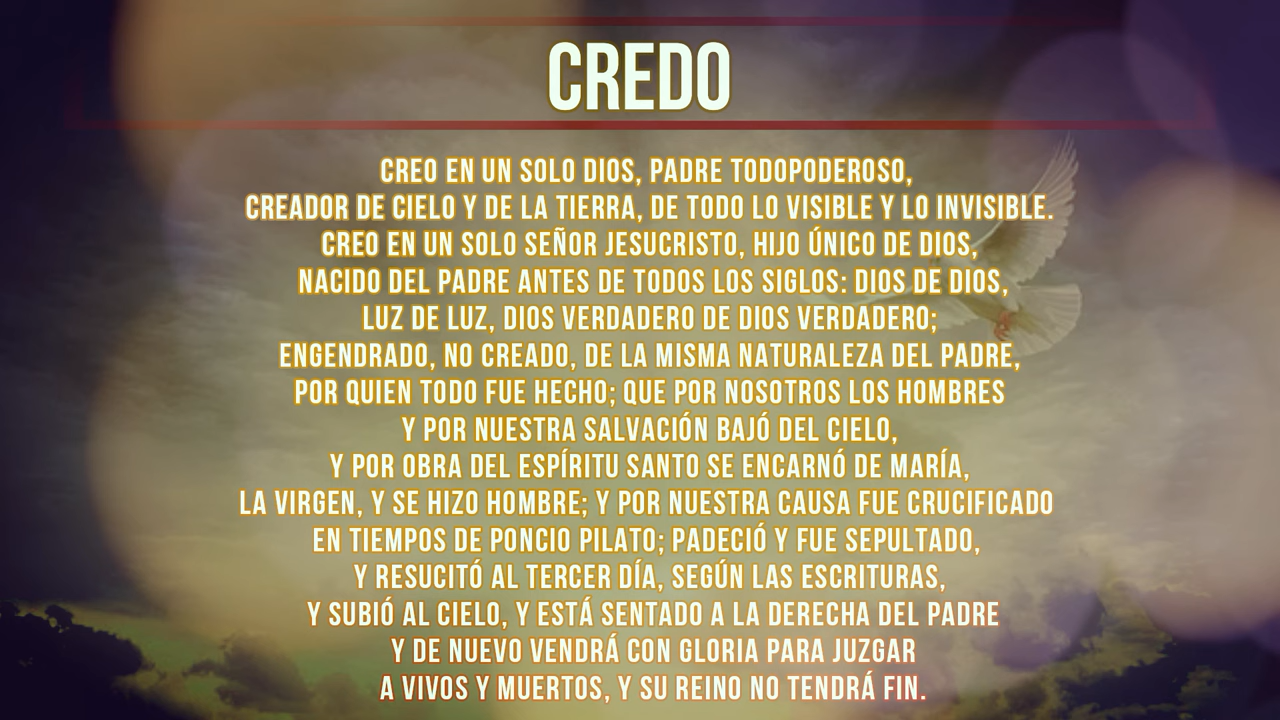 CREDO
CREO EN UN SOLO DIOS, PADRE TODOPODEROSO,
CREADOR DE CIELO Y DE LA TIERRA, DE TODO LO VISIBLE Y LO INVISIBLE.
CREO EN UN SOLO SEÑOR JESUCRISTO, HIJO ÚNICO DE DIOS,
NACIDO DEL PADRE ANTES DE TODOS LOS SIGLOS: DIOS DE DIOS,
LUZ DE LUZ, DIOS VERDADERO DE DIOS VERDADERO;
ENGENDRADO, NO CREADO, DE LA MISMA NATURALEZA DEL PADRE,
POR QUIEN TODO FUE HECHO; QUE POR NOSOTROS LOS HOMBRES
Y POR NUESTRA SALVACIÓN BAJÓ DEL CIELO,
Y POR OBRA DEL ESPÍRITU SANTO SE ENCARNÓ DE MARÍA,
LA VIRGEN, Y SE HIZO HOMBRE; Y POR NUESTRA CAUSA FUE CRUCIFICADO
EN TIEMPOS DE PONCIO PILATO; PADECIÓ Y FUE SEPULTADO,
Y RESUCITÓ AL TERCER DÍA, SEGÚN LAS ESCRITURAS,
Y SUBIÓ AL CIELO, Y ESTÁ SENTADO A LA DERECHA DEL PADRE
Y DE NUEVO VENDRÁ CON GLORIA PARA JUZGAR
A VIVOS Y MUERTOS, Y SU REINO NO TENDRÁ FIN.